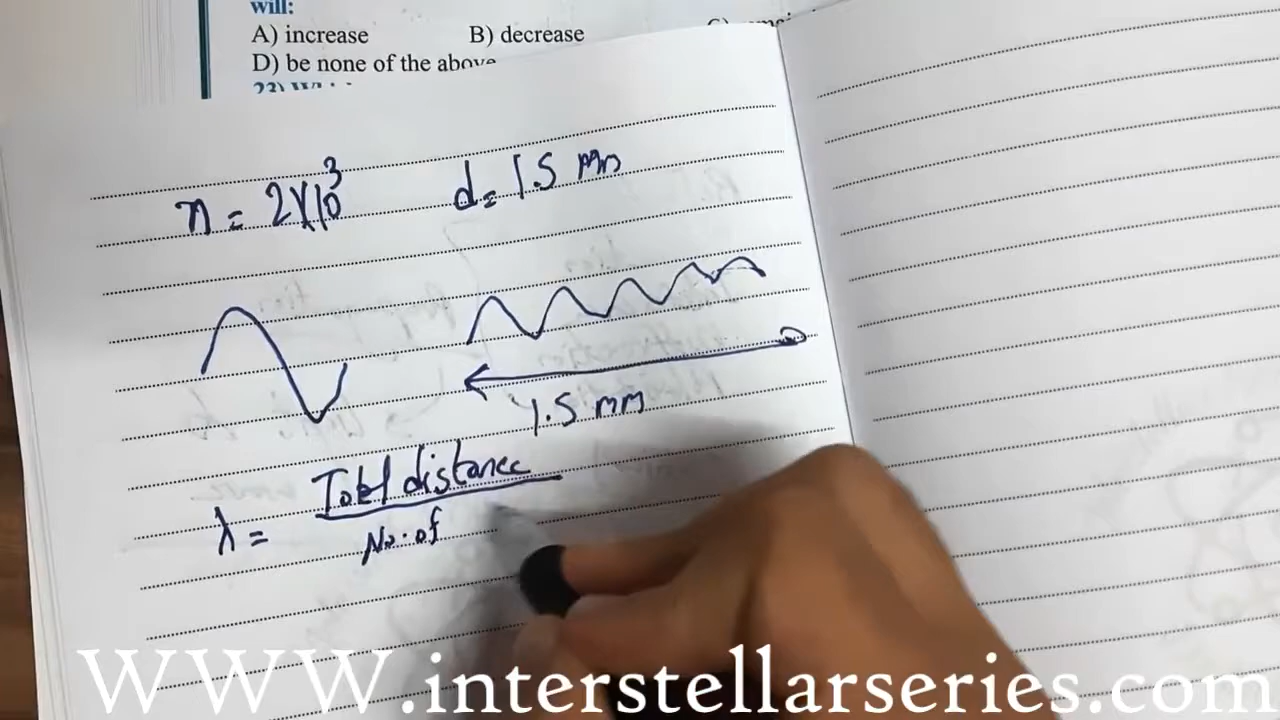 will:
A) increase B) decrease
D) be none of the above
n = 2×10³ d = 1.5 mm
1.5 mm
λ = Total distance
No. of
WWW.interstellarseries.com